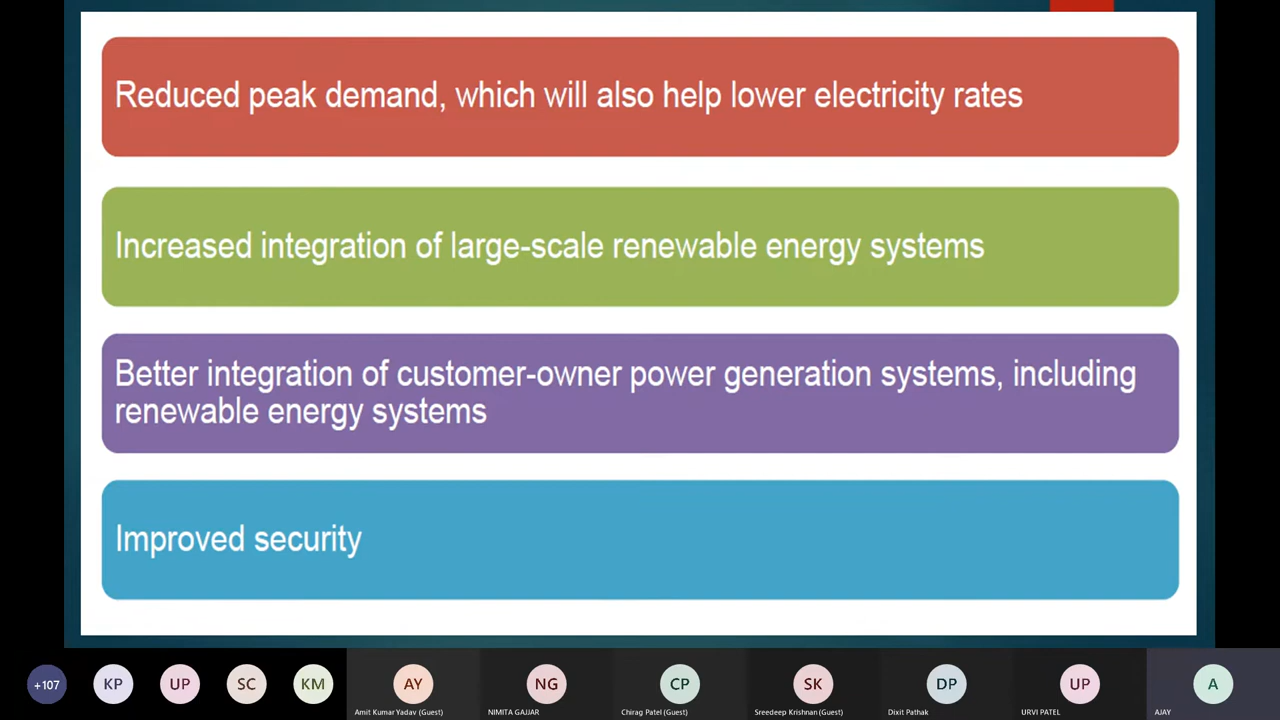 Reduced peak demand, which will also help lower electricity rates
Increased integration of large-scale renewable energy systems
Better integration of customer-owner power generation systems, including
renewable energy systems
Improved security
+107
KP
UP
SC
KM
AY
NG
CP
SK
DP
UP
A
Amit Kumar Yadav (Guest)
NIMITA GAJJAR
Chirag Patel (Guest)
Sreedeep Krishnan (Guest)
Dixit Pathak
URVI PATEL
AJAY